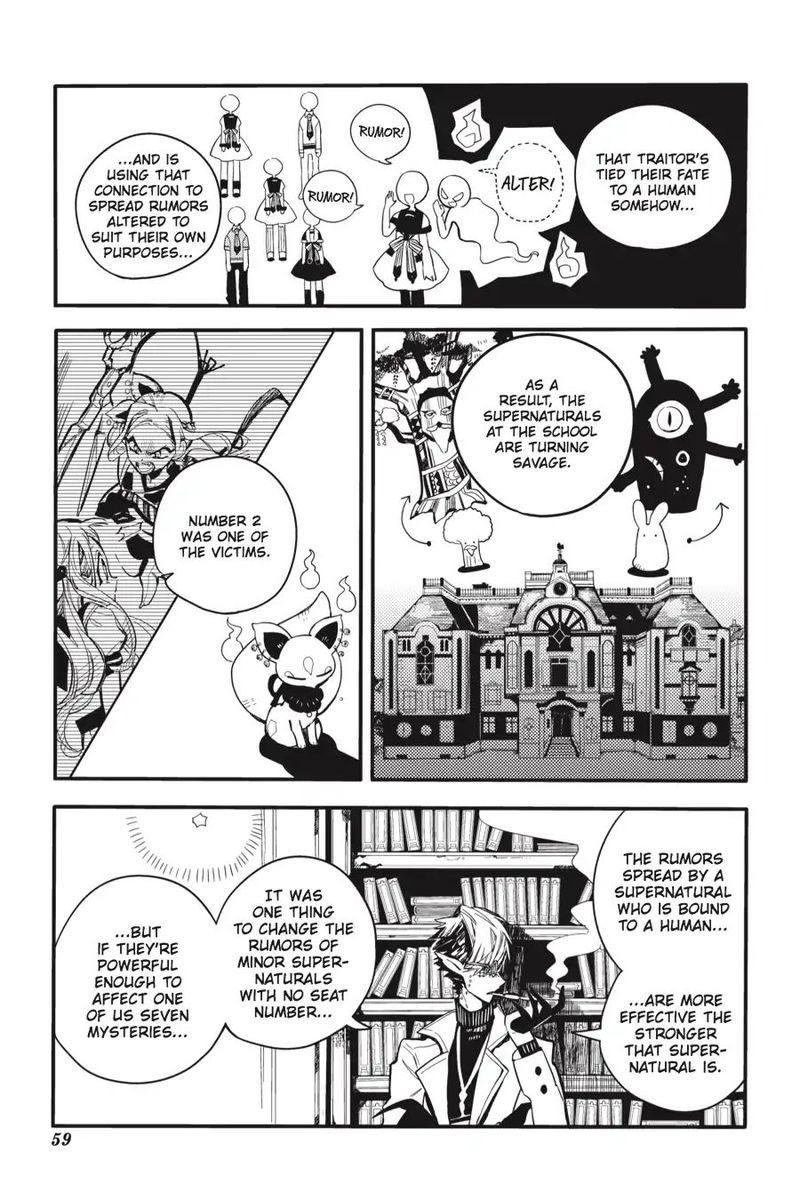 THAT TRAITOR'S
TIED THEIR FATE
TO A HUMAN
SOMEHOW...
ALTER!
RUMOR!
RUMOR!
...AND IS
USING THAT
CONNECTION TO
SPREAD RUMORS
ALTERED TO
SUIT THEIR OWN
PURPOSES...
AS A
RESULT, THE
SUPERNATURALS
AT THE SCHOOL
ARE TURNING
SAVAGE.
NUMBER 2
WAS ONE OF
THE VICTIMS.
THE RUMORS
SPREAD BY A
SUPERNATURAL
WHO IS BOUND
TO A HUMAN...
...ARE MORE
EFFECTIVE THE
STRONGER
THAT SUPER-
NATURAL IS.
IT WAS
ONE THING
TO CHANGE THE
RUMORS OF
MINOR SUPER-
NATURALS
WITH NO SEAT
NUMBER...
...BUT
IF THEY'RE
POWERFUL
ENOUGH TO
AFFECT ONE
OF US SEVEN
MYSTERIES...
59